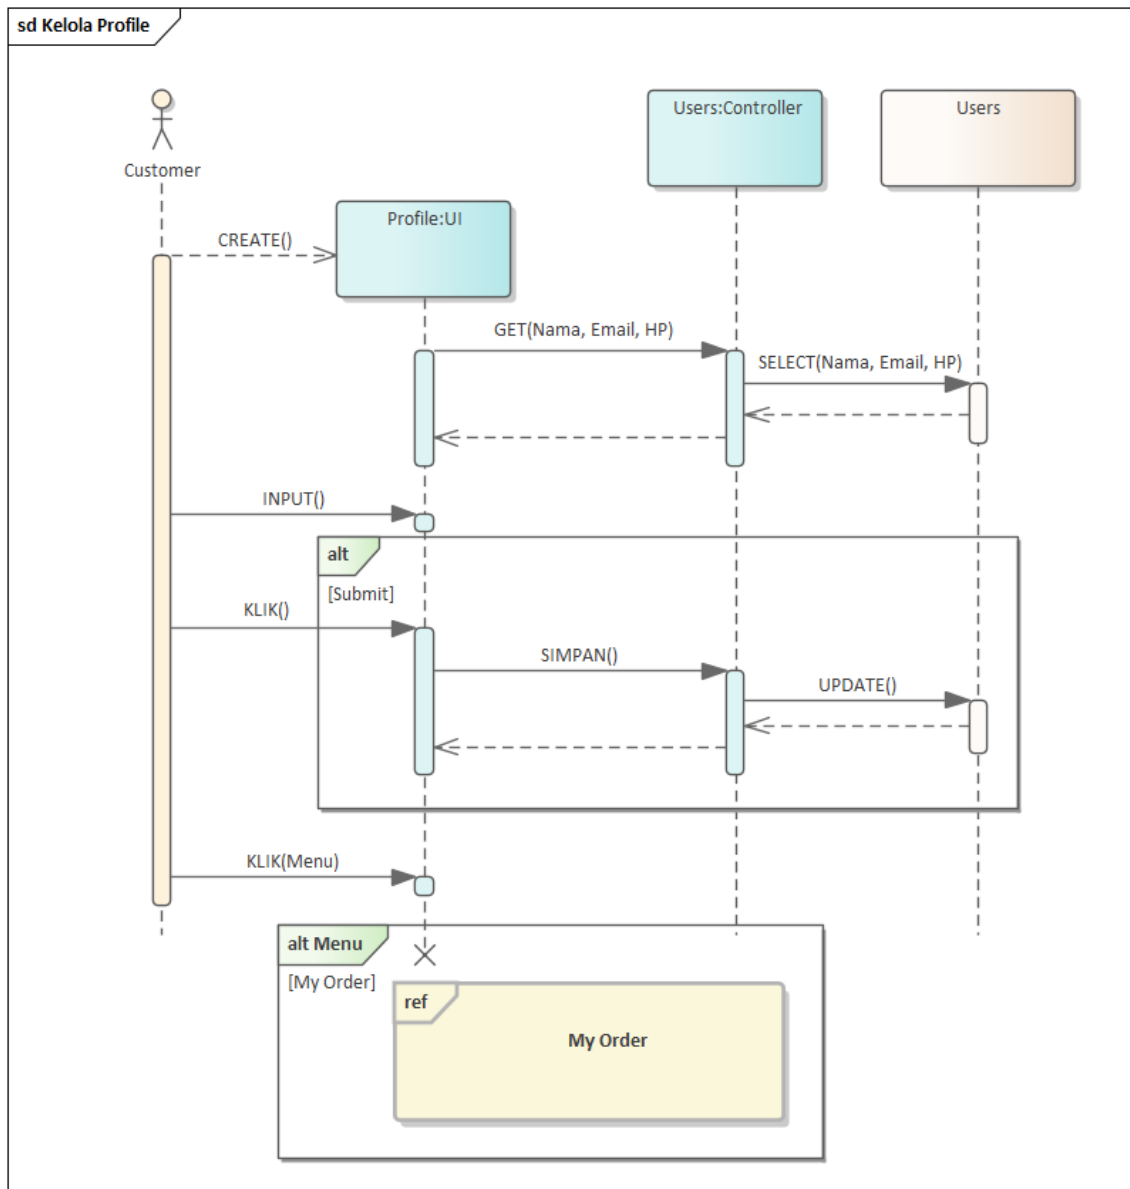 sd Kelola Profile
Customer
Users:Controller
Users
Profile:UI
CREATE()
GET(Nama, Email, HP)
SELECT(Nama, Email, HP)
INPUT()
alt
[Submit]
KLIK()
SIMPAN()
UPDATE()
KLIK(Menu)
alt Menu
[My Order]
ref
My Order